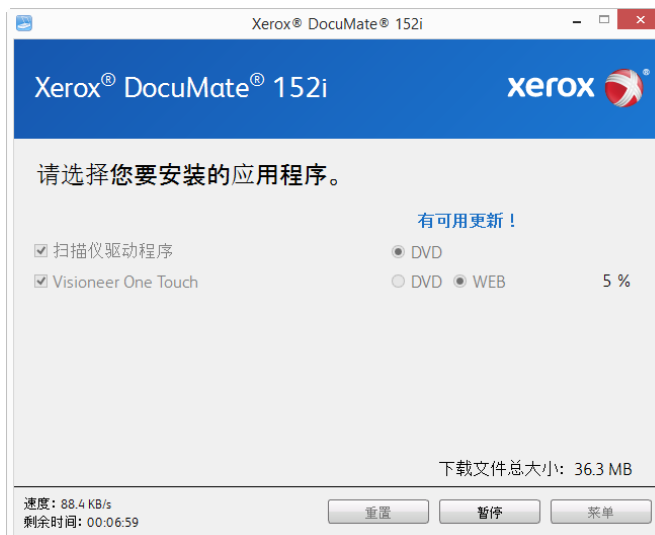 Xerox® DocuMate® 152i
Xerox® DocuMate® 152i
xerox ®
请选择您要安装的应用程序。
有可用更新！
扫描仪驱动程序 DVD
Visioneer One Touch DVD WEB 5 %
下载文件总大小: 36.3 MB
速度: 88.4 KB/s
剩余时间: 00:06:59
重置 暂停 菜单